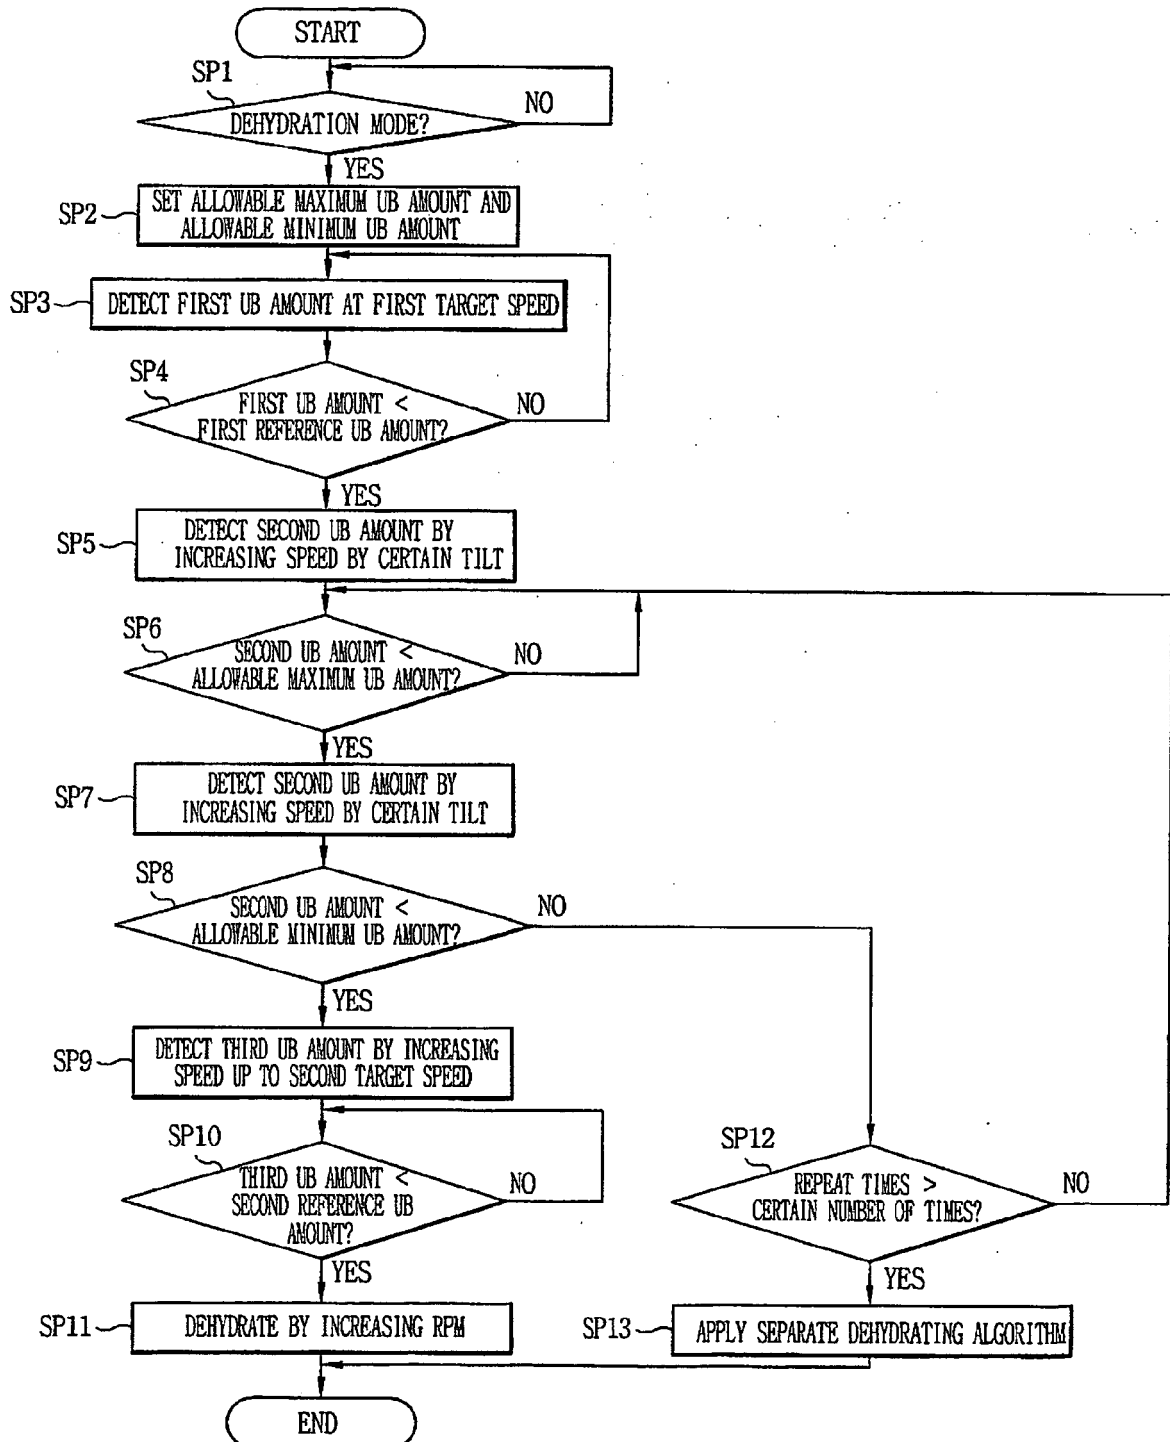 START
SP1
DEHYDRATION MODE?
NO
YES
SP2
SET ALLOWABLE MAXIMUM UB AMOUNT AND
ALLOWABLE MINIMUM UB AMOUNT
SP3
DETECT FIRST UB AMOUNT AT FIRST TARGET SPEED
SP4
FIRST UB AMOUNT <
FIRST REFERENCE UB AMOUNT?
NO
YES
SP5
DETECT SECOND UB AMOUNT BY
INCREASING SPEED BY CERTAIN TILT
SP6
SECOND UB AMOUNT <
ALLOWABLE MAXIMUM UB AMOUNT?
NO
YES
SP7
DETECT SECOND UB AMOUNT BY
INCREASING SPEED BY CERTAIN TILT
SP8
SECOND UB AMOUNT <
ALLOWABLE MINIMUM UB AMOUNT?
NO
YES
SP9
DETECT THIRD UB AMOUNT BY INCREASING
SPEED UP TO SECOND TARGET SPEED
SP10
THIRD UB AMOUNT <
SECOND REFERENCE UB
AMOUNT?
NO
YES
SP12
REPEAT TIMES >
CERTAIN NUMBER OF TIMES?
NO
YES
SP11
DEHYDRATE BY INCREASING RPM
SP13
APPLY SEPARATE DEHYDRATING ALGORITHM
END